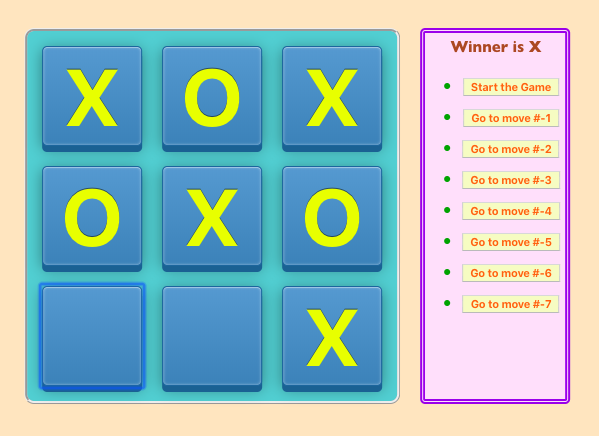 X O X
O X O
X
Winner is X
Start the Game
Go to move #-1
Go to move #-2
Go to move #-3
Go to move #-4
Go to move #-5
Go to move #-6
Go to move #-7